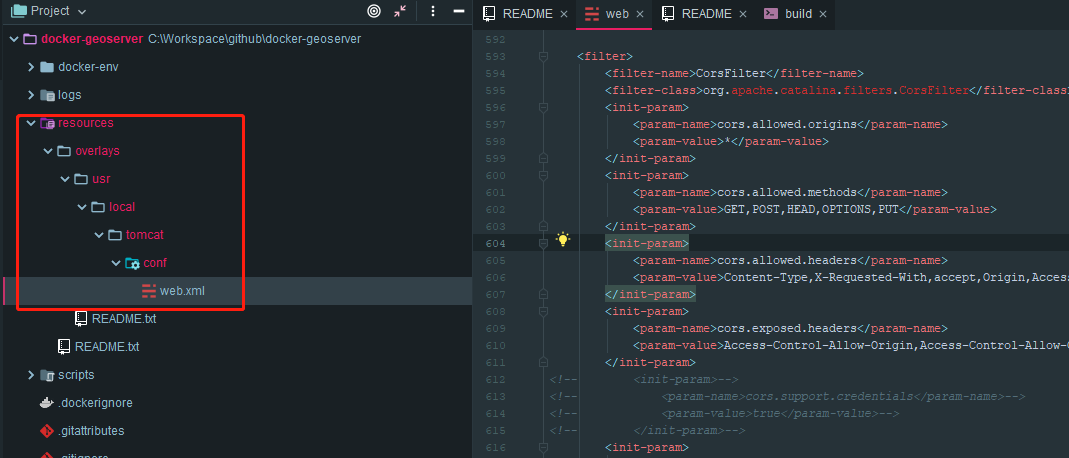 Project
docker-geoserver C:\Workspace\github\docker-geoserver
docker-env
logs
resources
overlays
usr
local
tomcat
conf
web.xml
README.txt
README.txt
scripts
.dockerignore
.gitattributes
.gitignore
README × web × README × build ×
592
593 <filter>
594 <filter-name>CorsFilter</filter-name>
595 <filter-class>org.apache.catalina.filters.CorsFilter</filter-class
596 <init-param>
597 <param-name>cors.allowed.origins</param-name>
598 <param-value>*</param-value>
599 </init-param>
600 <init-param>
601 <param-name>cors.allowed.methods</param-name>
602 <param-value>GET,POST,HEAD,OPTIONS,PUT</param-value>
603 </init-param>
604 <init-param>
605 <param-name>cors.allowed.headers</param-name>
606 <param-value>Content-Type,X-Requested-With,accept,Origin,Access
607 </init-param>
608 <init-param>
609 <param-name>cors.exposed.headers</param-name>
610 <param-value>Access-Control-Allow-Origin,Access-Control-Allow-C
611 </init-param>
612 <!-- <init-param>-->
613 <!-- <param-name>cors.support.credentials</param-name>-->
614 <!-- <param-value>true</param-value>-->
615 <!-- </init-param>-->
616 <init-param>